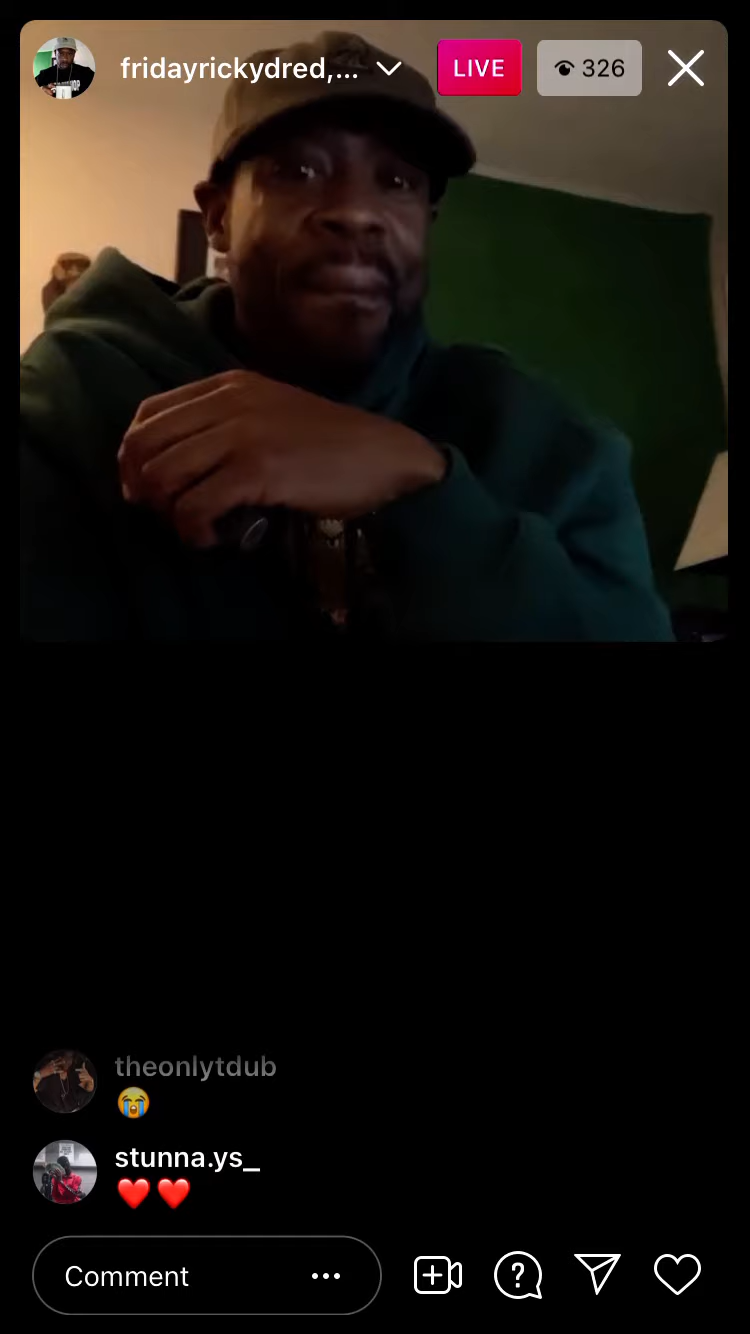 fridayrickydred,...
LIVE
326
theonlytdub
😭
stunna.ys_
❤️❤️
Comment